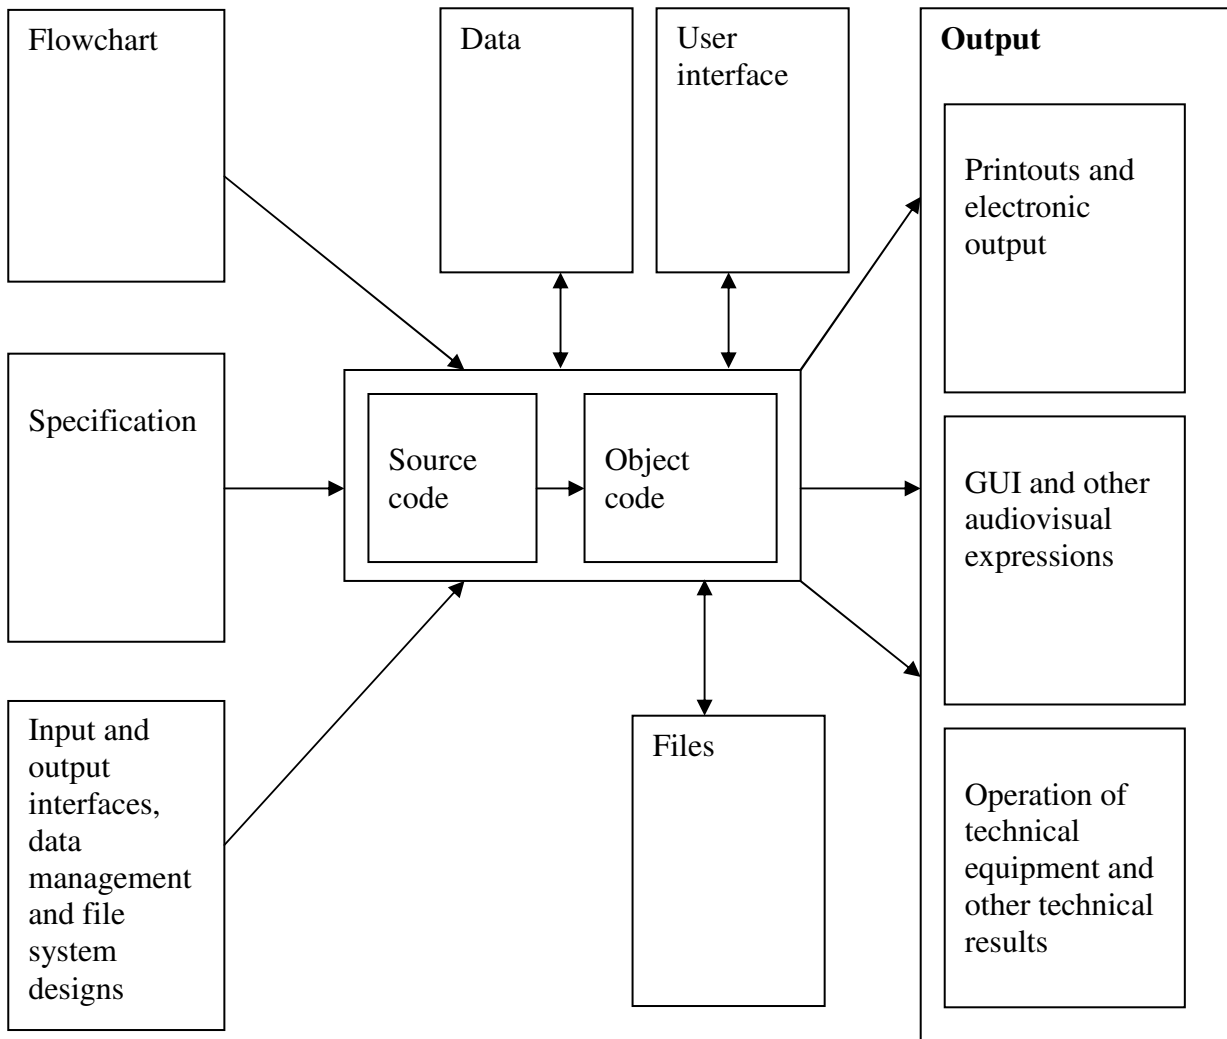 Flowchart
Data
User
interface
Output
Printouts and
electronic
output
Specification
Source
code
Object
code
GUI and other
audiovisual
expressions
Input and
output
interfaces,
data
management
and file
system
designs
Files
Operation of
technical
equipment and
other technical
results